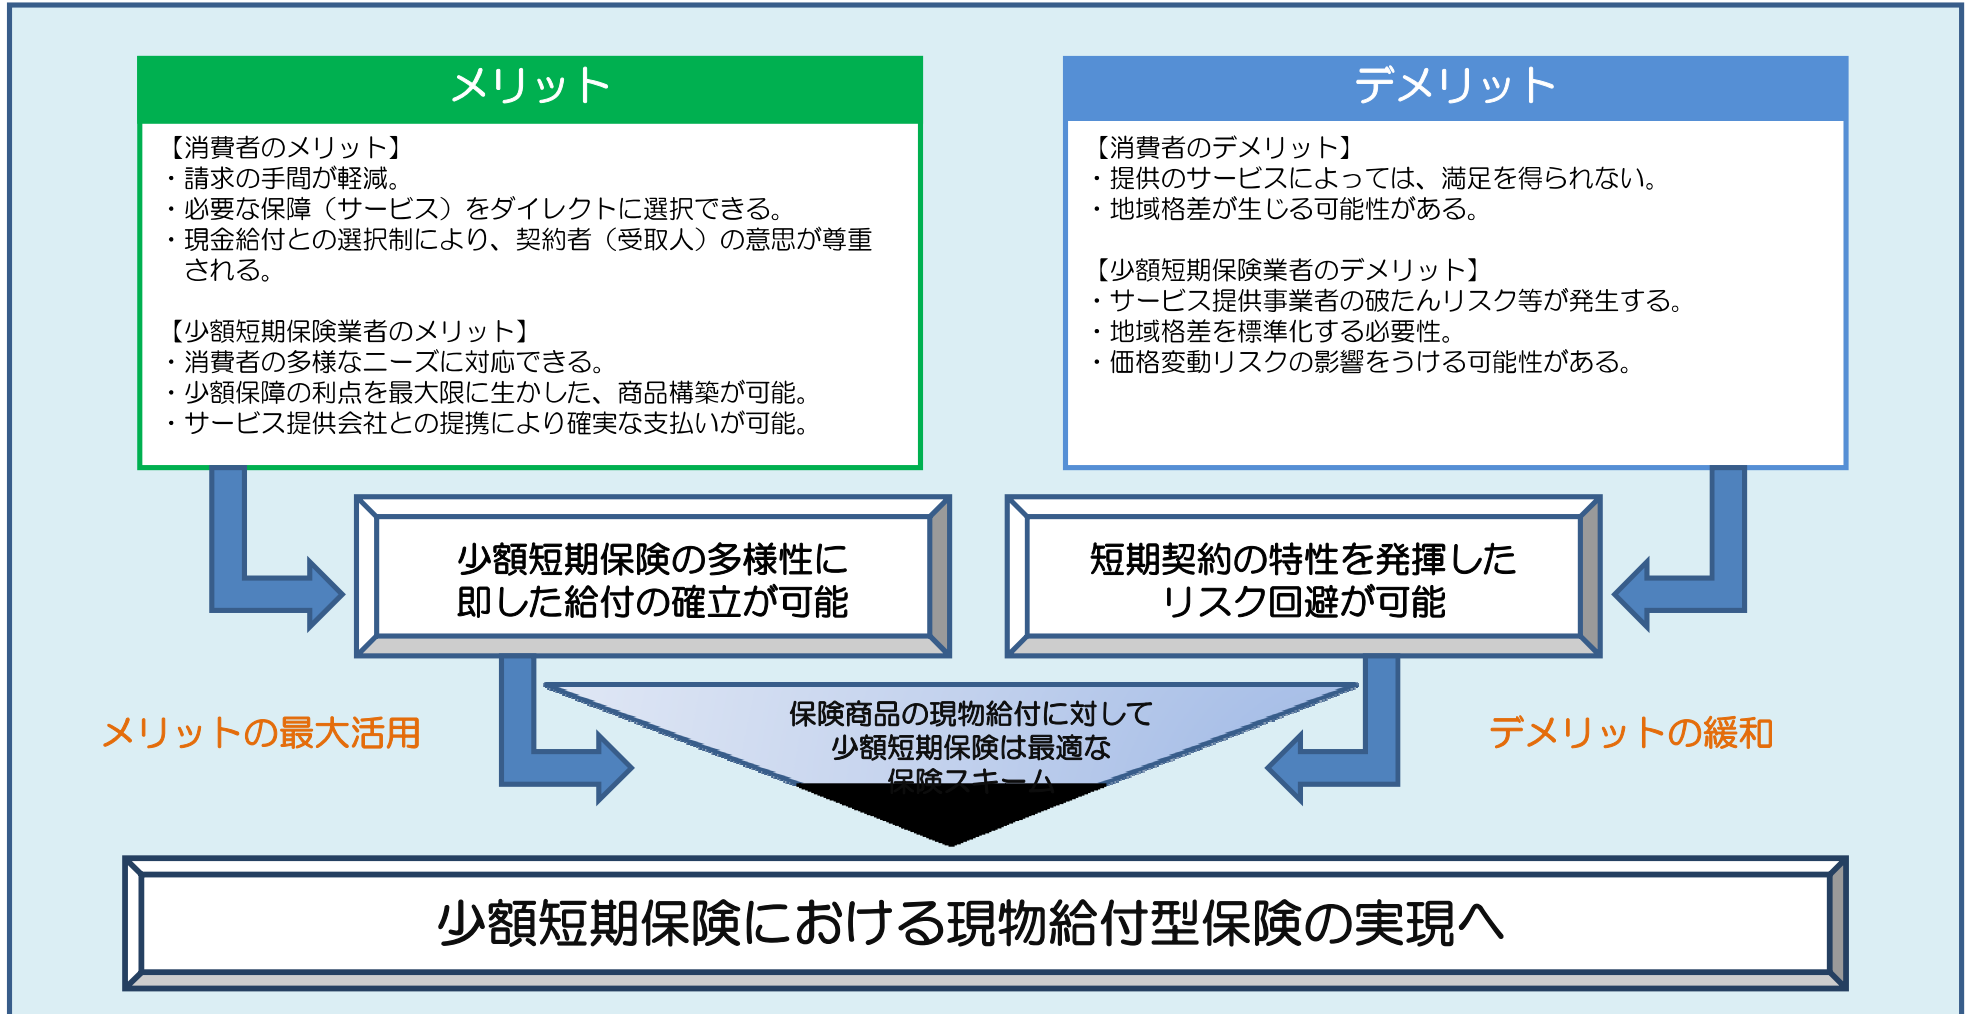 メリット
【消費者のメリット】
・請求の手間が軽減。
・必要な保障（サービス）をダイレクトに選択できる。
・現金給付との選択制により、契約者（受取人）の意思が尊重
される。
【少額短期保険業者のメリット】
・消費者の多様なニーズに対応できる。
・少額保障の利点を最大限に生かした、商品構築が可能。
・サービス提供会社との提携により確実な支払いが可能。
デメリット
【消費者のデメリット】
・提供のサービスによっては、満足を得られない。
・地域格差が生じる可能性がある。
【少額短期保険業者のデメリット】
・サービス提供事業者の破たんリスク等が発生する。
・地域格差を標準化する必要性。
・価格変動リスクの影響をうける可能性がある。
少額短期保険の多様性に
即した給付の確立が可能
短期契約の特性を発揮した
リスク回避が可能
メリットの最大活用
保険商品の現物給付に対して
少額短期保険は最適な
保険スキーム
デメリットの緩和
少額短期保険における現物給付型保険の実現へ